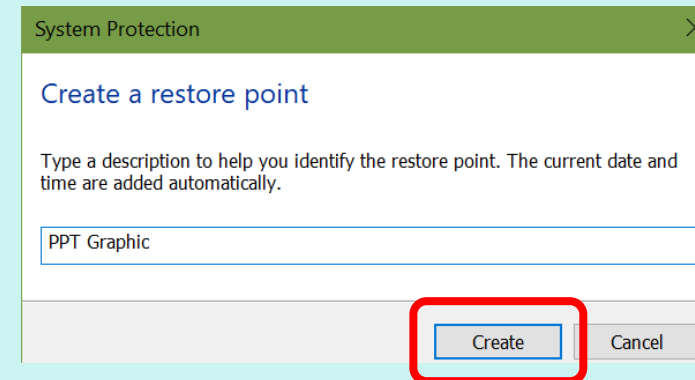 System Protection
Create a restore point
Type a description to help you identify the restore point. The current date and
time are added automatically.
PPT Graphic
Create
Cancel